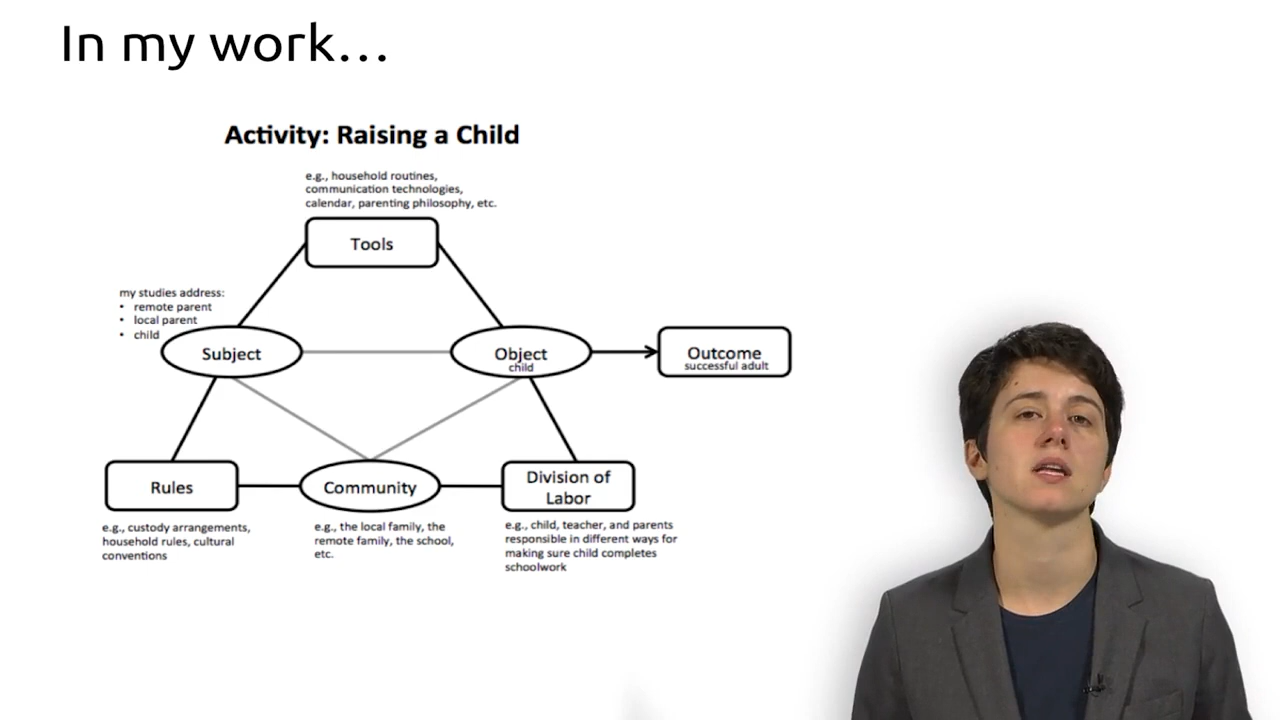 In my work…
Activity: Raising a Child
e.g., household routines,
communication technologies,
calendar, parenting philosophy, etc.
Tools
my studies address:
• remote parent
• local parent
• child
Subject
Object
child
Outcome
successful adult
Rules
Community
Division of
Labor
e.g., custody arrangements,
household rules, cultural
conventions
e.g., the local family, the
remote family, the school,
etc.
e.g., child, teacher, and parents
responsible in different ways for
making sure child completes
schoolwork